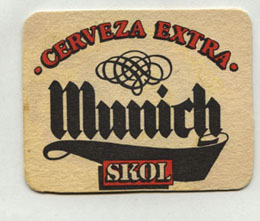 · CERVEZA EXTRA ·
Munich
SKOL